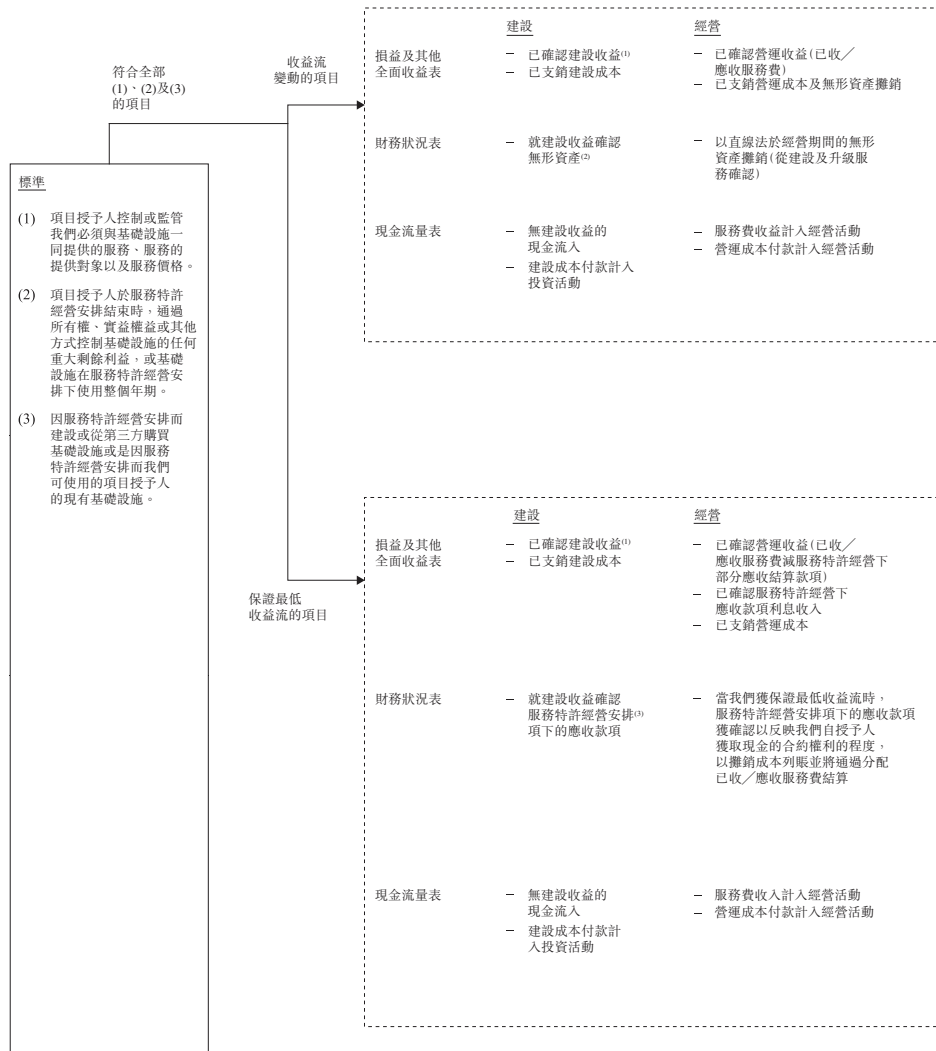 符合全部
(1)、(2)及(3)
的項目
收益流
變動的項目
標準
(1) 項目授予人控制或監管
我們必須與基礎設施一
同提供的服務、服務的
提供對象以及服務價格。
(2) 項目授予人於服務特許
經營安排結束時，通過
所有權、實益權益或其他
方式控制基礎設施的任何
重大剩餘利益，或基礎
設施在服務特許經營安
排下使用整個年期。
(3) 因服務特許經營安排而
建設或從第三方購買
基礎設施或是因服務
特許經營安排而我們
可使用的項目授予人
的現有基礎設施。
建設
經營
損益及其他
全面收益表
– 已確認建設收益(1)
– 已支銷建設成本
– 已確認營運收益(已收／
應收服務費)
– 已支銷營運成本及無形資產攤銷
財務狀況表
– 就建設收益確認
無形資產(2)
– 以直線法於經營期間的無形
資產攤銷(從建設及升級服
務確認)
現金流量表
– 無建設收益的
現金流入
– 建設成本付款計入
投資活動
– 服務費收益計入經營活動
– 營運成本付款計入經營活動
保證最低
收益流的項目
建設
經營
損益及其他
全面收益表
– 已確認建設收益(1)
– 已支銷建設成本
– 已確認營運收益(已收／
應收服務費減服務特許經營下
部分應收結算款項)
– 已確認服務特許經營下
應收款項利息收入
– 已支銷營運成本
財務狀況表
– 就建設收益確認
服務特許經營安排(3)
項下的應收款項
– 當我們獲保證最低收益流時，
服務特許經營安排項下的應收款項
獲確認以反映我們自授予人
獲取現金的合約權利的程度，
以攤銷成本列賬並將通過分配
已收／應收服務費結算
現金流量表
– 無建設收益的
現金流入
– 建設成本付款計
入投資活動
– 服務費收入計入經營活動
– 營運成本付款計入經營活動